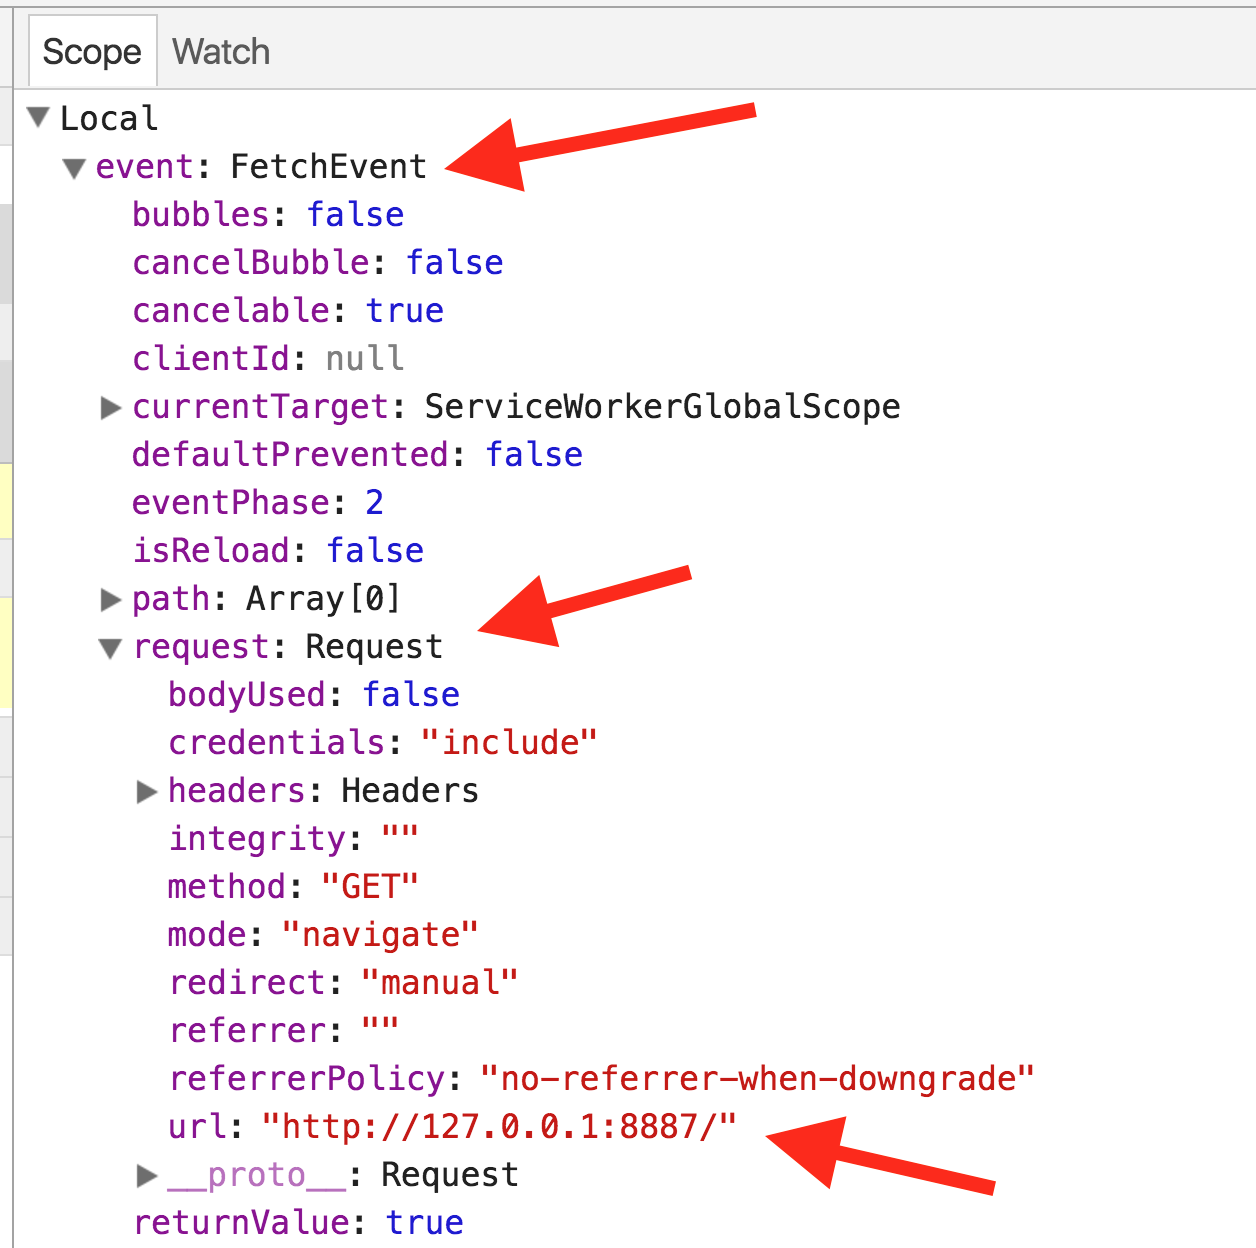 Scope Watch
Local
event: FetchEvent
bubbles: false
cancelBubble: false
cancelable: true
clientId: null
currentTarget: ServiceWorkerGlobalScope
defaultPrevented: false
eventPhase: 2
isReload: false
path: Array[0]
request: Request
bodyUsed: false
credentials: "include"
headers: Headers
integrity: ""
method: "GET"
mode: "navigate"
redirect: "manual"
referrer: ""
referrerPolicy: "no-referrer-when-downgrade"
url: "http://127.0.0.1:8887/"
__proto__: Request
returnValue: true